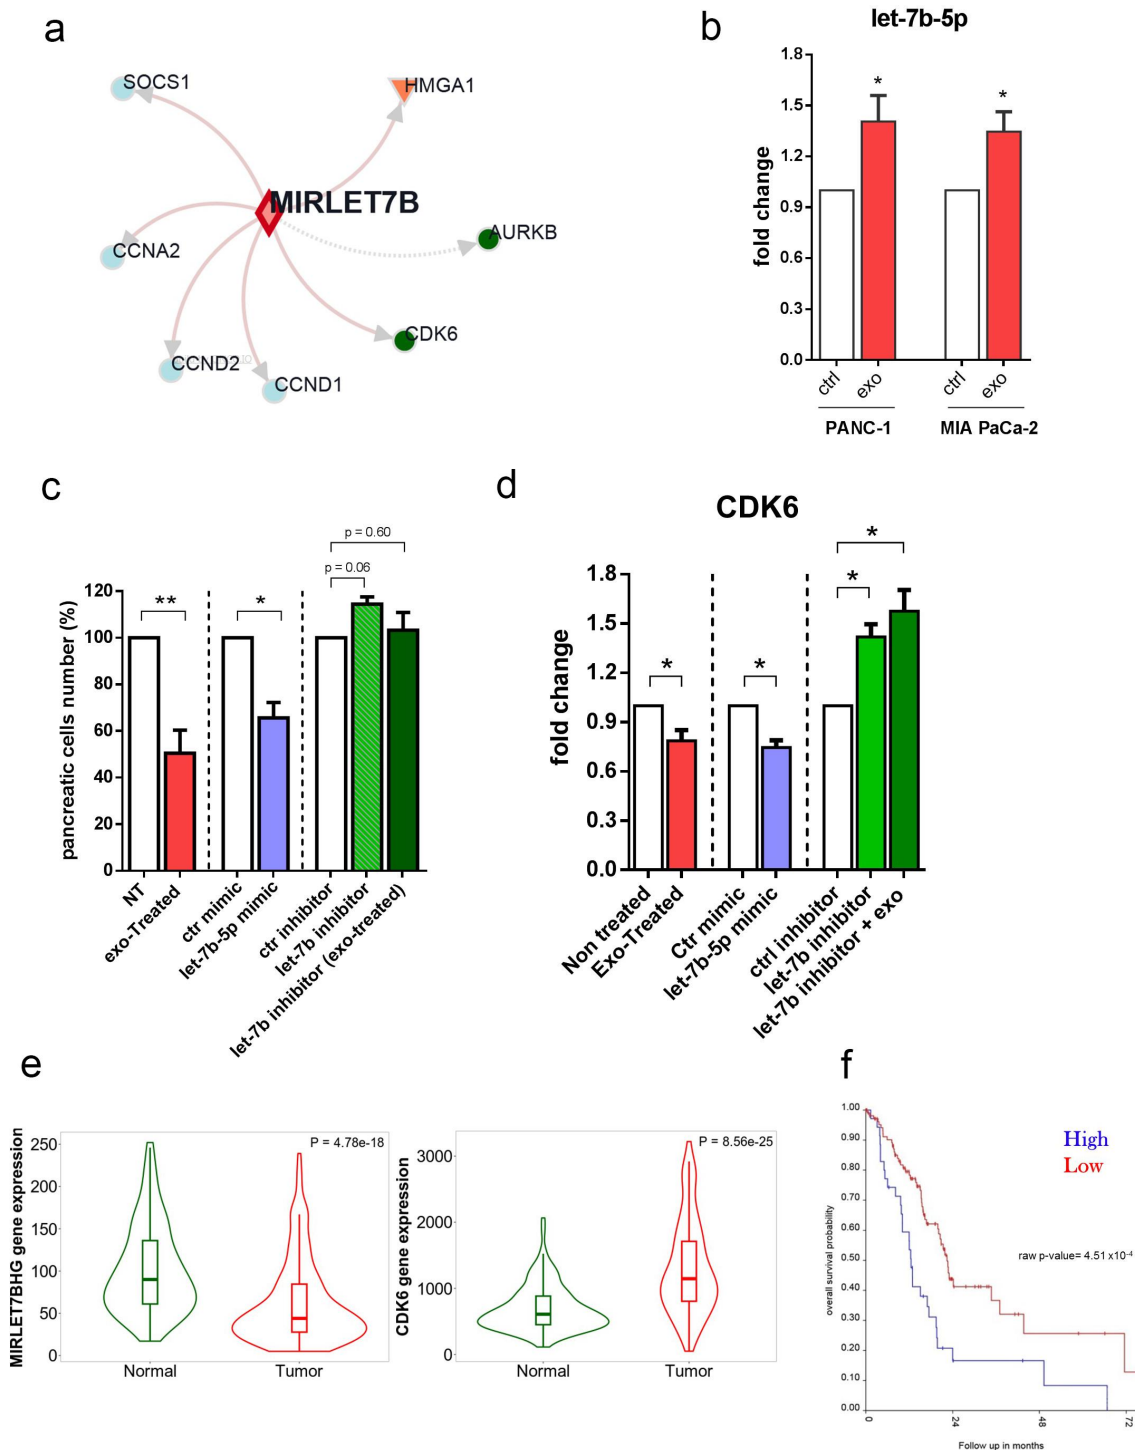 a
SOCS1
HMGA1
MIRLET7B
AURKB
CCNA2
CDK6
CCND2
CCND1
b
let-7b-5p
fold change
1.8
1.5
1.2
0.9
0.6
0.3
0.0
*
*
ctrl
exo
ctrl
exo
PANC-1
MIA PaCa-2
c
pancreatic cells number (%)
120
100
80
60
40
20
0
**
*
p = 0.06
p = 0.60
NT
exo-Treated
ctr mimic
let-7b-5p mimic
ctr inhibitor
let-7b inhibitor
let-7b inhibitor (exo-treated)
d
CDK6
fold change
1.8
1.5
1.2
0.9
0.6
0.3
0.0
*
*
*
*
Non treated
Exo-Treated
Ctr mimic
let-7b-5p mimic
ctrl inhibitor
let-7b inhibitor
let-7b inhibitor + exo
e
MIRLET7BHG gene expression
250
200
150
100
50
0
P = 4.78e-18
Normal
Tumor
CDK6 gene expression
3000
2000
1000
0
P = 8.56e-25
Normal
Tumor
f
overall survival probability
1.00
0.90
0.80
0.70
0.60
0.50
0.40
0.30
0.20
0.10
0.00
High
Low
raw p-value= 4.51 x10-4
0
24
48
72
Follow up in months